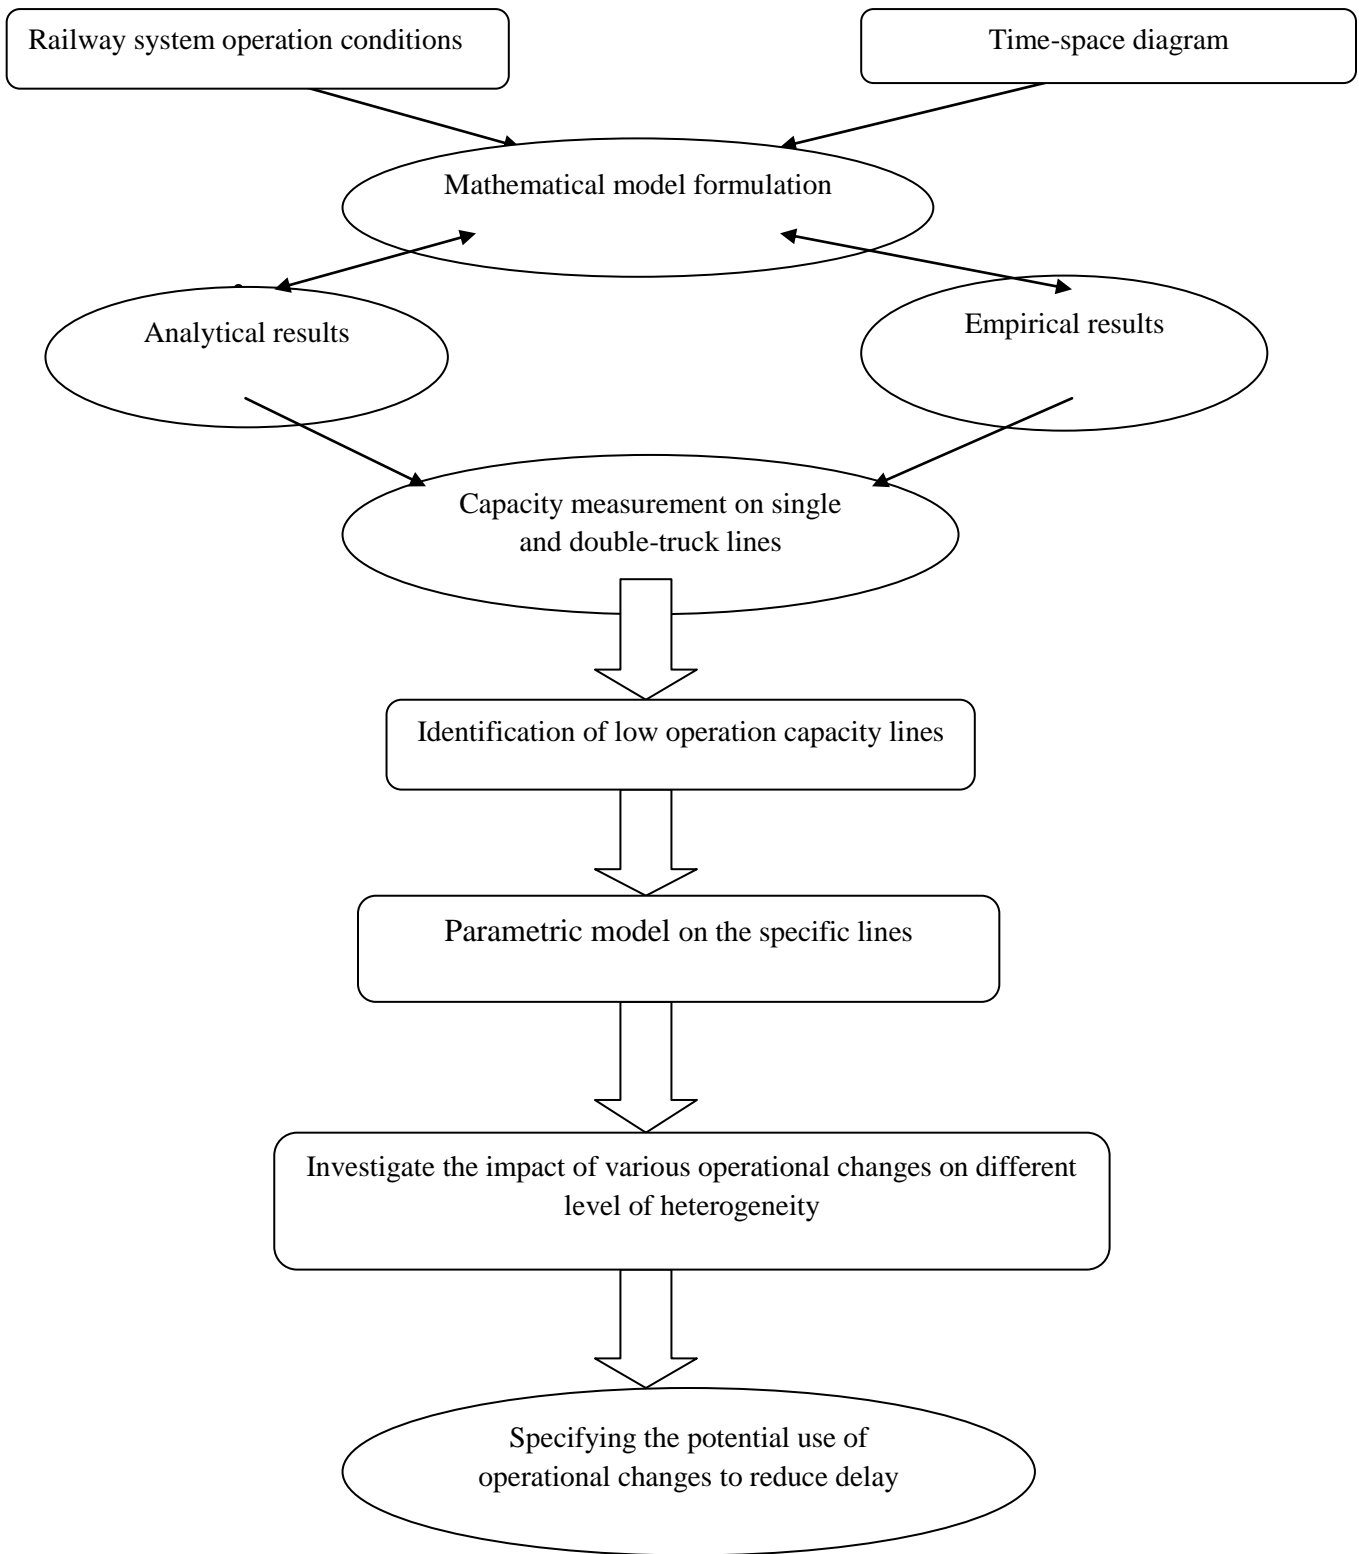 Railway system operation conditions
Time-space diagram
Mathematical model formulation
Analytical results
Empirical results
Capacity measurement on single
and double-truck lines
Identification of low operation capacity lines
Parametric model on the specific lines
Investigate the impact of various operational changes on different
level of heterogeneity
Specifying the potential use of
operational changes to reduce delay